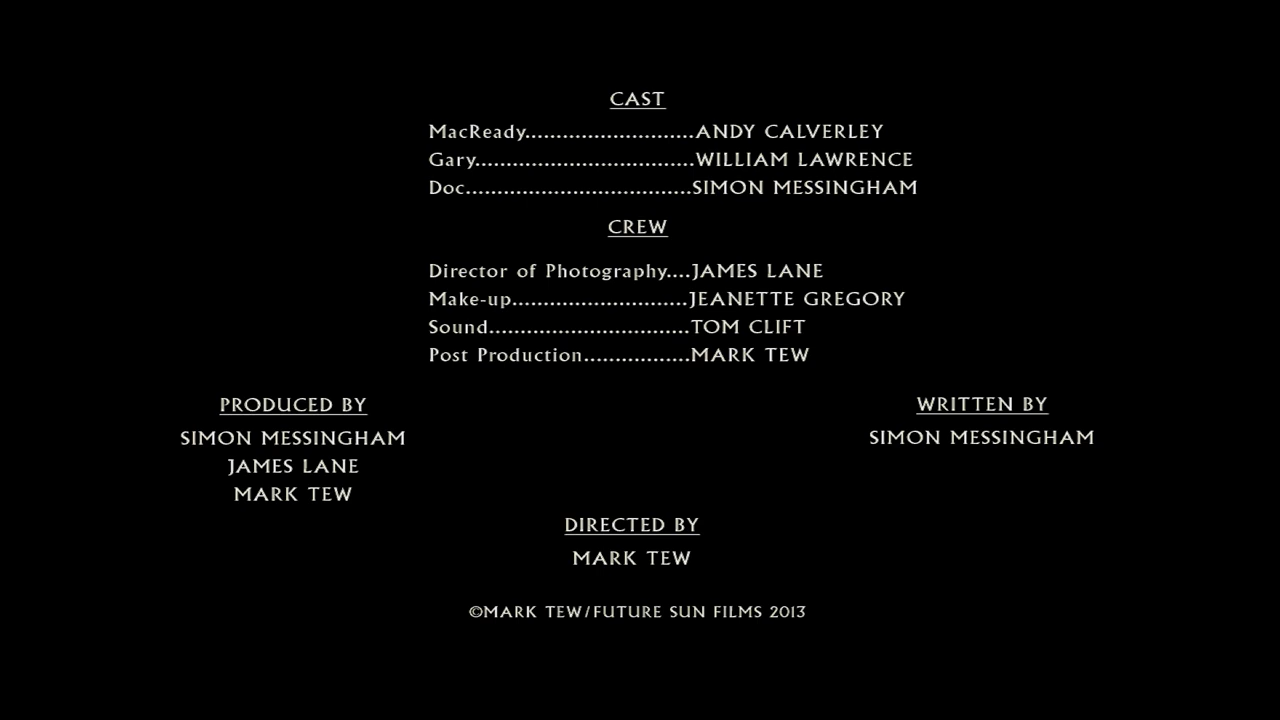 CAST
MacReady...........................ANDY CALVERLEY
Gary...................................WILLIAM LAWRENCE
Doc....................................SIMON MESSINGHAM
CREW
Director of Photography....JAMES LANE
Make-up............................JEANETTE GREGORY
Sound................................TOM CLIFT
Post Production.................MARK TEW
PRODUCED BY
SIMON MESSINGHAM
JAMES LANE
MARK TEW
WRITTEN BY
SIMON MESSINGHAM
DIRECTED BY
MARK TEW
©MARK TEW/FUTURE SUN FILMS 2013